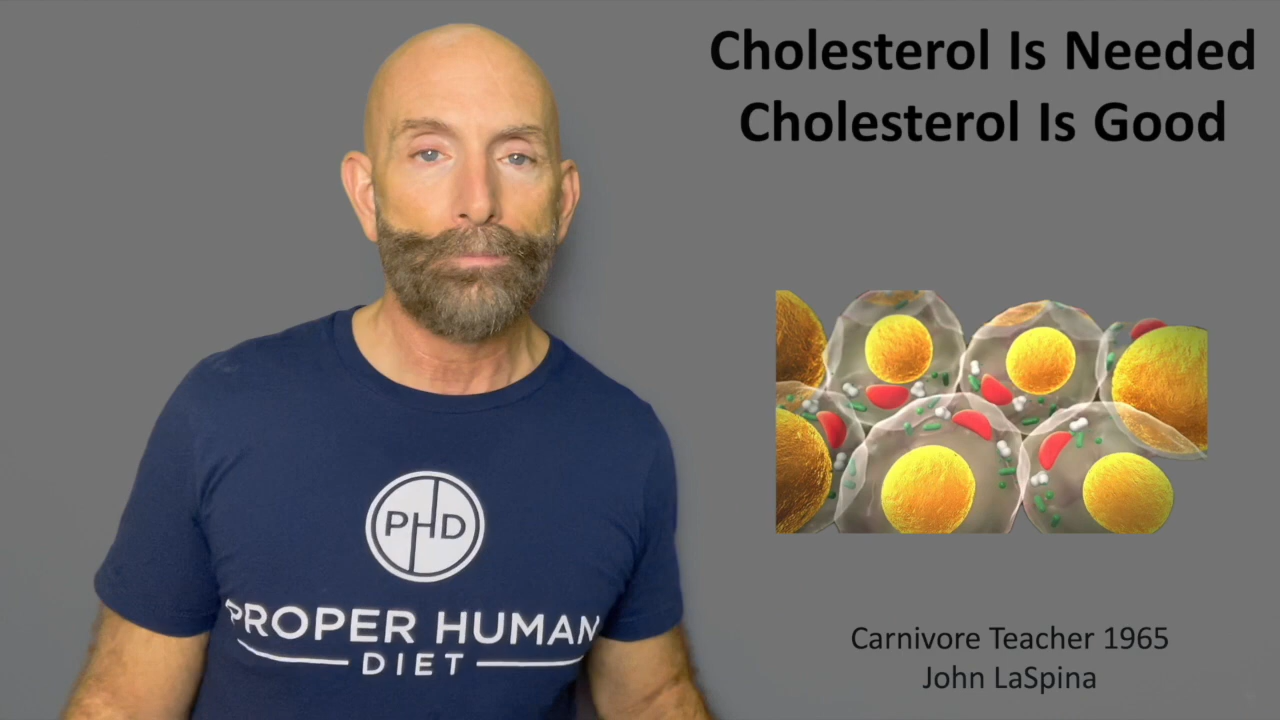 Cholesterol Is Needed
Cholesterol Is Good
PHD
PROPER HUMAN
DIET
Carnivore Teacher 1965
John LaSpina